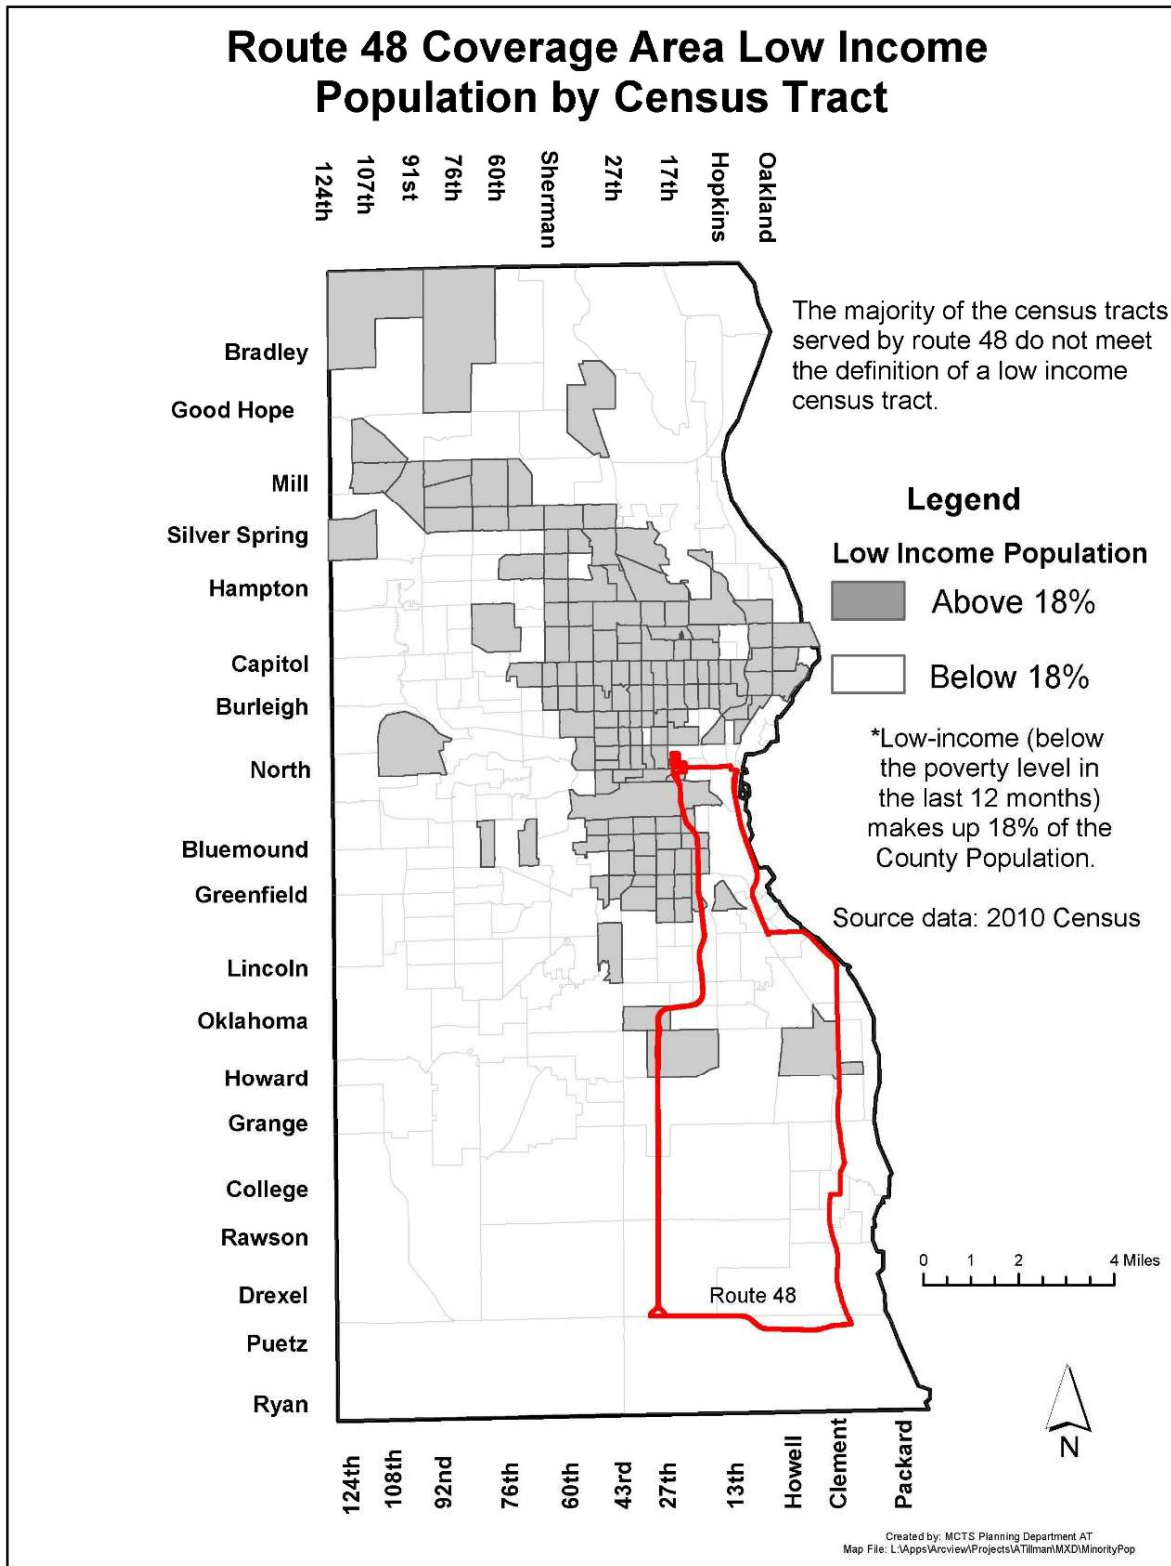 Route 48 Coverage Area Low Income
Population by Census Tract
124th
107th
91st
76th
60th
Sherman
27th
17th
Hopkins
Oakland
The majority of the census tracts
served by route 48 do not meet
the definition of a low income
census tract.
Bradley
Good Hope
Mill
Silver Spring
Hampton
Capitol
Burleigh
North
Bluemound
Greenfield
Lincoln
Oklahoma
Howard
Grange
College
Rawson
Drexel
Puetz
Ryan
Legend
Low Income Population
Above 18%
Below 18%
*Low-income (below
the poverty level in
the last 12 months)
makes up 18% of the
County Population.
Source data: 2010 Census
0 1 2 4 Miles
Route 48
N
124th
108th
92nd
76th
60th
43rd
27th
13th
Howell
Clement
Packard
Created by: MCTS Planning Department AT
Map File: L:\Apps\Arcview\Projects\ATillman\MXD\MinorityPop